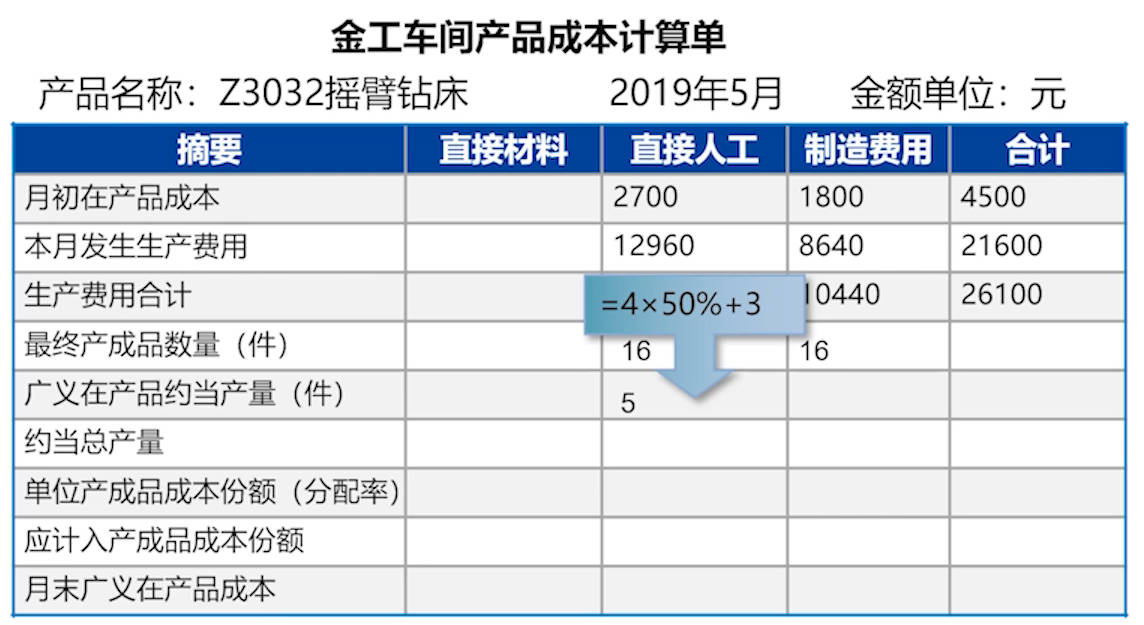 金工车间产品成本计算单
产品名称：Z3032摇臂钻床 2019年5月 金额单位：元
摘要 直接材料 直接人工 制造费用 合计
月初在产品成本 2700 1800 4500
本月发生生产费用 12960 8640 21600
生产费用合计 10440 26100
=4×50%+3
最终产成品数量（件） 16 16
广义在产品约当产量（件） 5
约当总产量
单位产成品成本份额（分配率）
应计入产成品成本份额
月末广义在产品成本